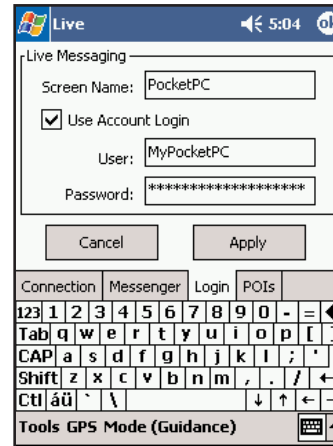 Live 5:04 ok
Live Messaging
Screen Name: PocketPC
Use Account Login
User: MyPocketPC
Password: ********************
Cancel Apply
Connection Messenger Login POIs
123 1 2 3 4 5 6 7 8 9 0 - =
Tab q w e r t y u i o p [ ]
CAP a s d f g h j k l ; '
Shift z x c v b n m , . /
Ctl áü ` \
Tools GPS Mode (Guidance)